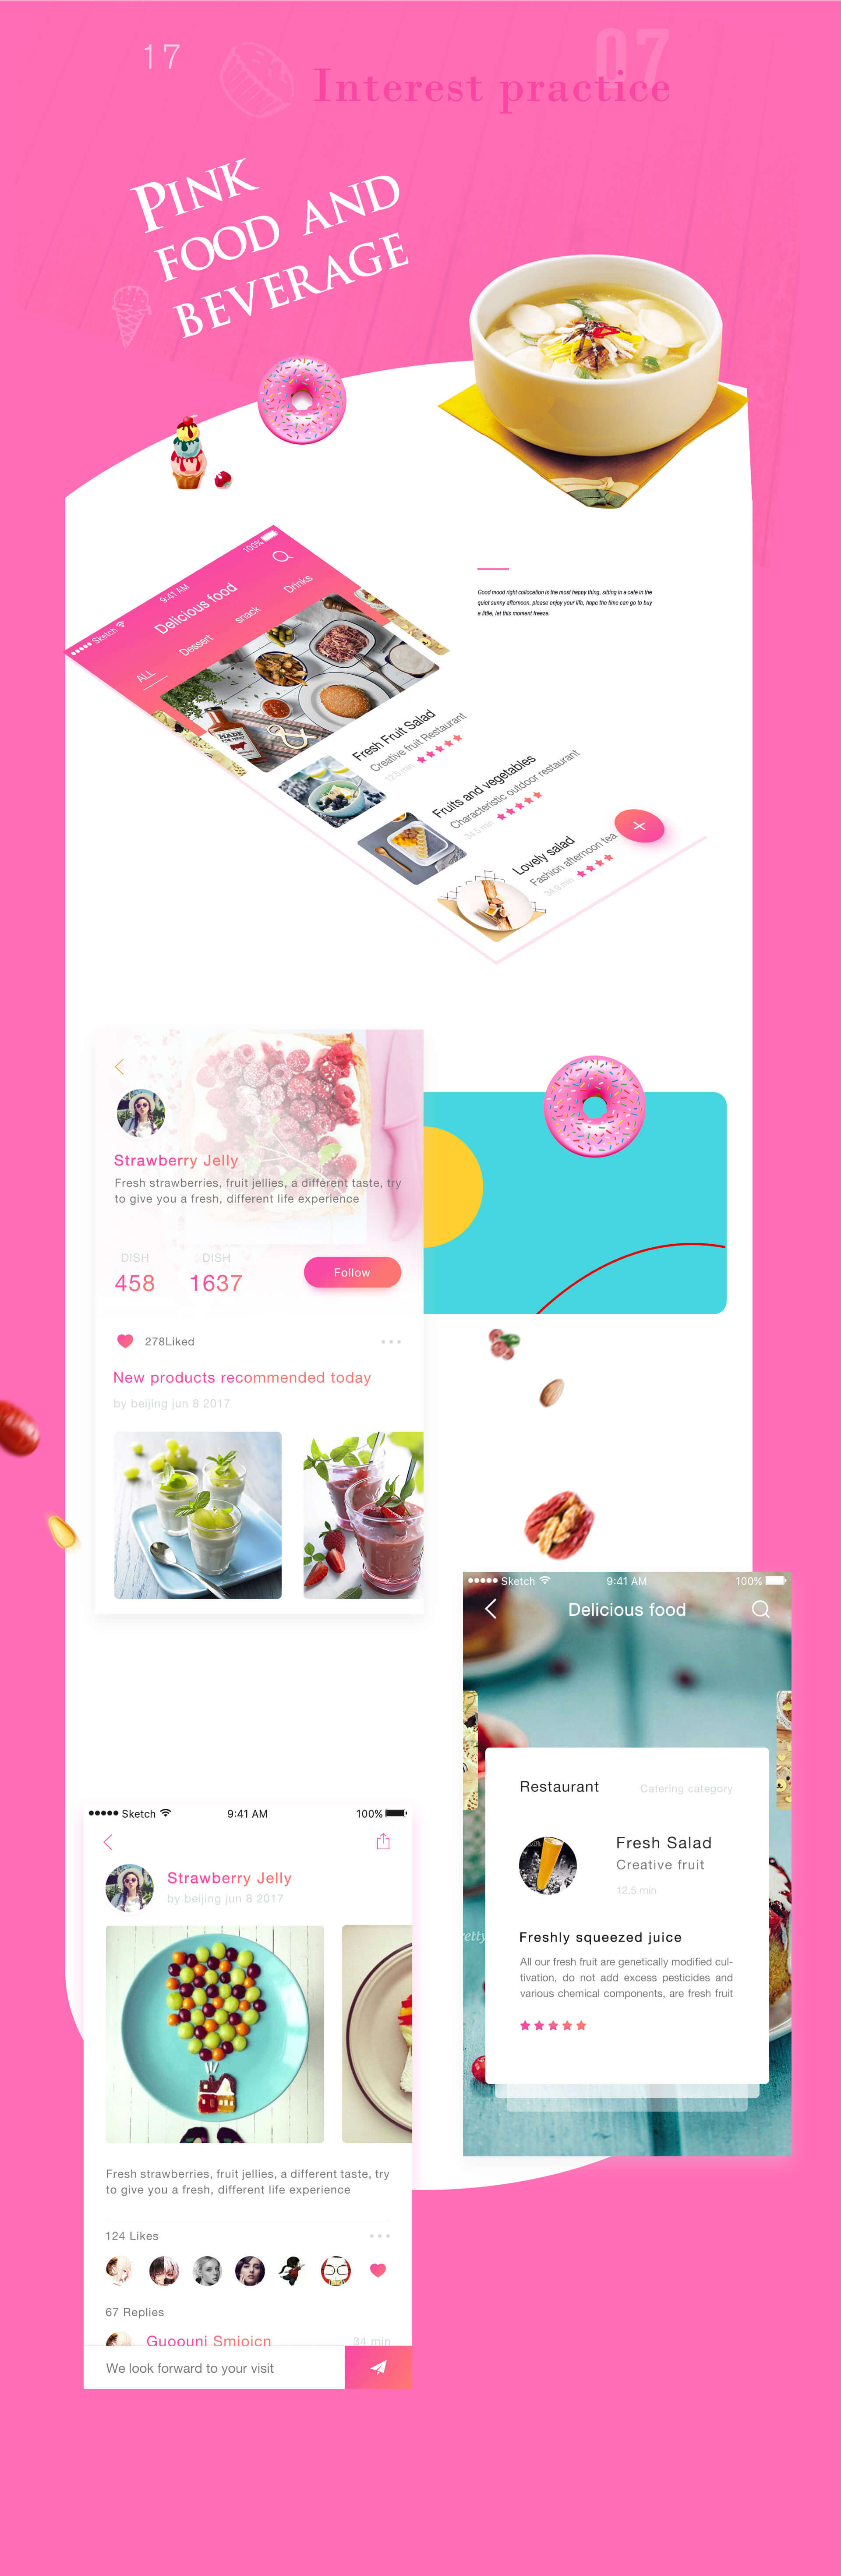 17
07
Interest practice
PINK
FOOD AND
BEVERAGE
Sketch
9:41 AM
100%
Delicious food
ALL
Dessert
snack
Drinks
MADE
FOR MEAT
&
Good mood right collocation is the most happy thing, sitting in a cafe in the
quiet sunny afternoon, please enjoy your life, hope the time can go to buy
a little, let this moment freeze.
Fresh Fruit Salad
Creative fruit Restaurant
12.5 min
Fruits and vegetables
Characteristic outdoor restaurant
34.5 min
Lovely salad
Fashion afternoon tea
34.9 min
Strawberry Jelly
Fresh strawberries, fruit jellies, a different taste, try
to give you a fresh, different life experience
DISH DISH
458 1637
Follow
278Liked
New products recommended today
by beijing jun 8 2017
Sketch 9:41 AM 100%
Delicious food
Restaurant Catering category
Fresh Salad
Creative fruit
12.5 min
etty
Freshly squeezed juice
All our fresh fruit are genetically modified cul-
tivation, do not add excess pesticides and
various chemical components, are fresh fruit
Sketch 9:41 AM 100%
Strawberry Jelly
by beijing jun 8 2017
Fresh strawberries, fruit jellies, a different taste, try
to give you a fresh, different life experience
124 Likes
67 Replies
Guoouni Smioicn 34 min
We look forward to your visit